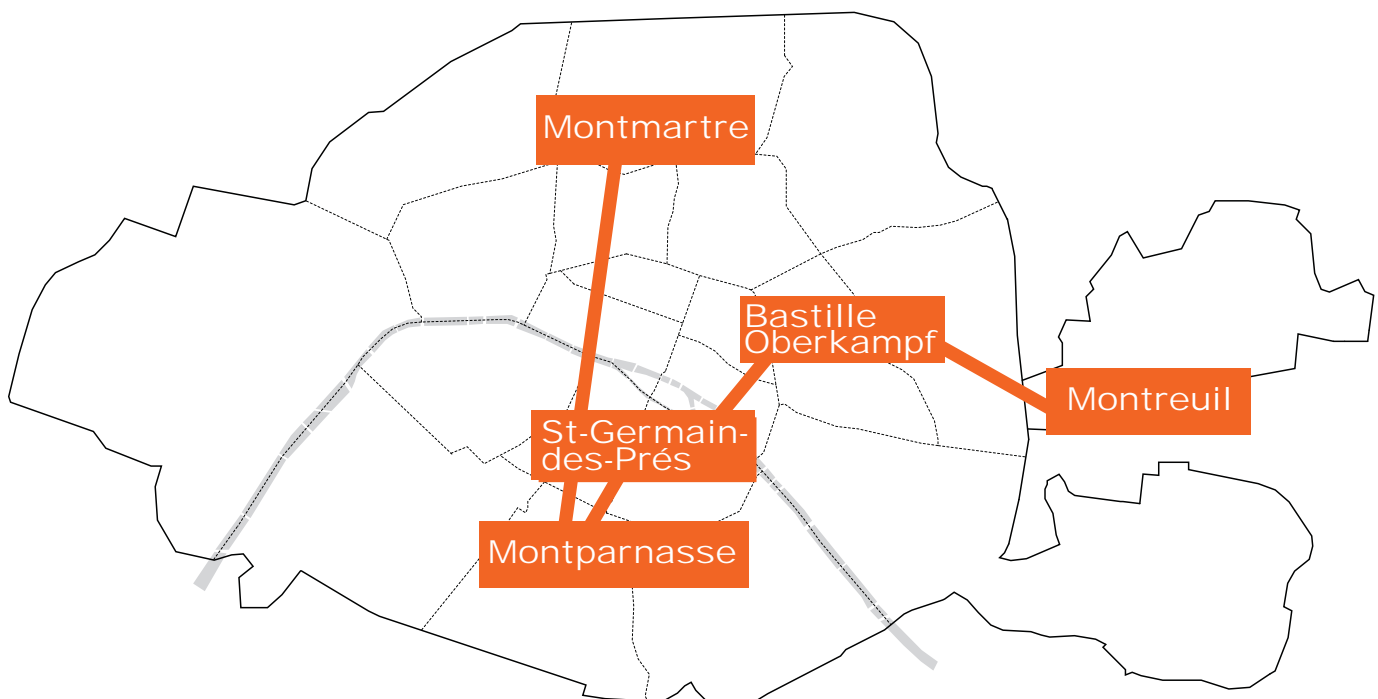 Montmartre
Bastille
Oberkampf
Montreuil
St-Germain-
des-Prés
Montparnasse